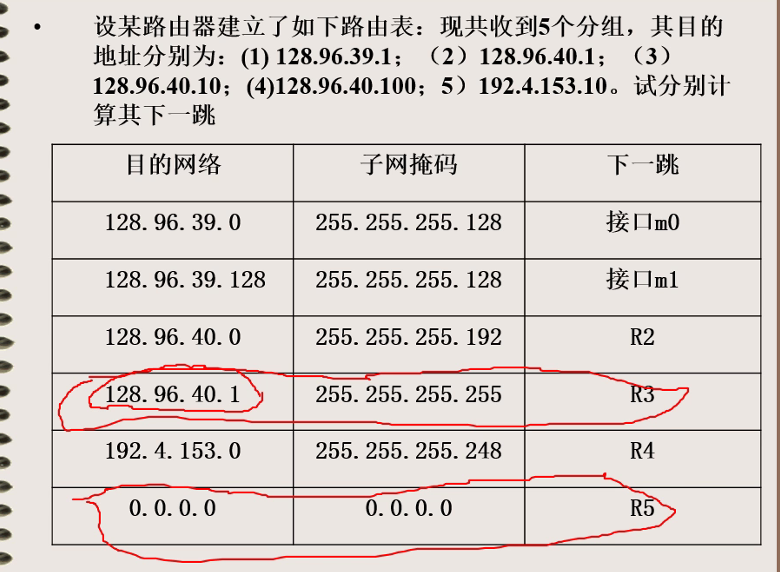 • 设某路由器建立了如下路由表：现共收到5个分组，其目的
地址分别为：(1) 128.96.39.1；（2）128.96.40.1；（3）
128.96.40.10；(4)128.96.40.100；5）192.4.153.10。试分别计
算其下一跳
目的网络 子网掩码 下一跳
128.96.39.0 255.255.255.128 接口m0
128.96.39.128 255.255.255.128 接口m1
128.96.40.0 255.255.255.192 R2
128.96.40.1 255.255.255.255 R3
192.4.153.0 255.255.255.248 R4
0.0.0.0 0.0.0.0 R5